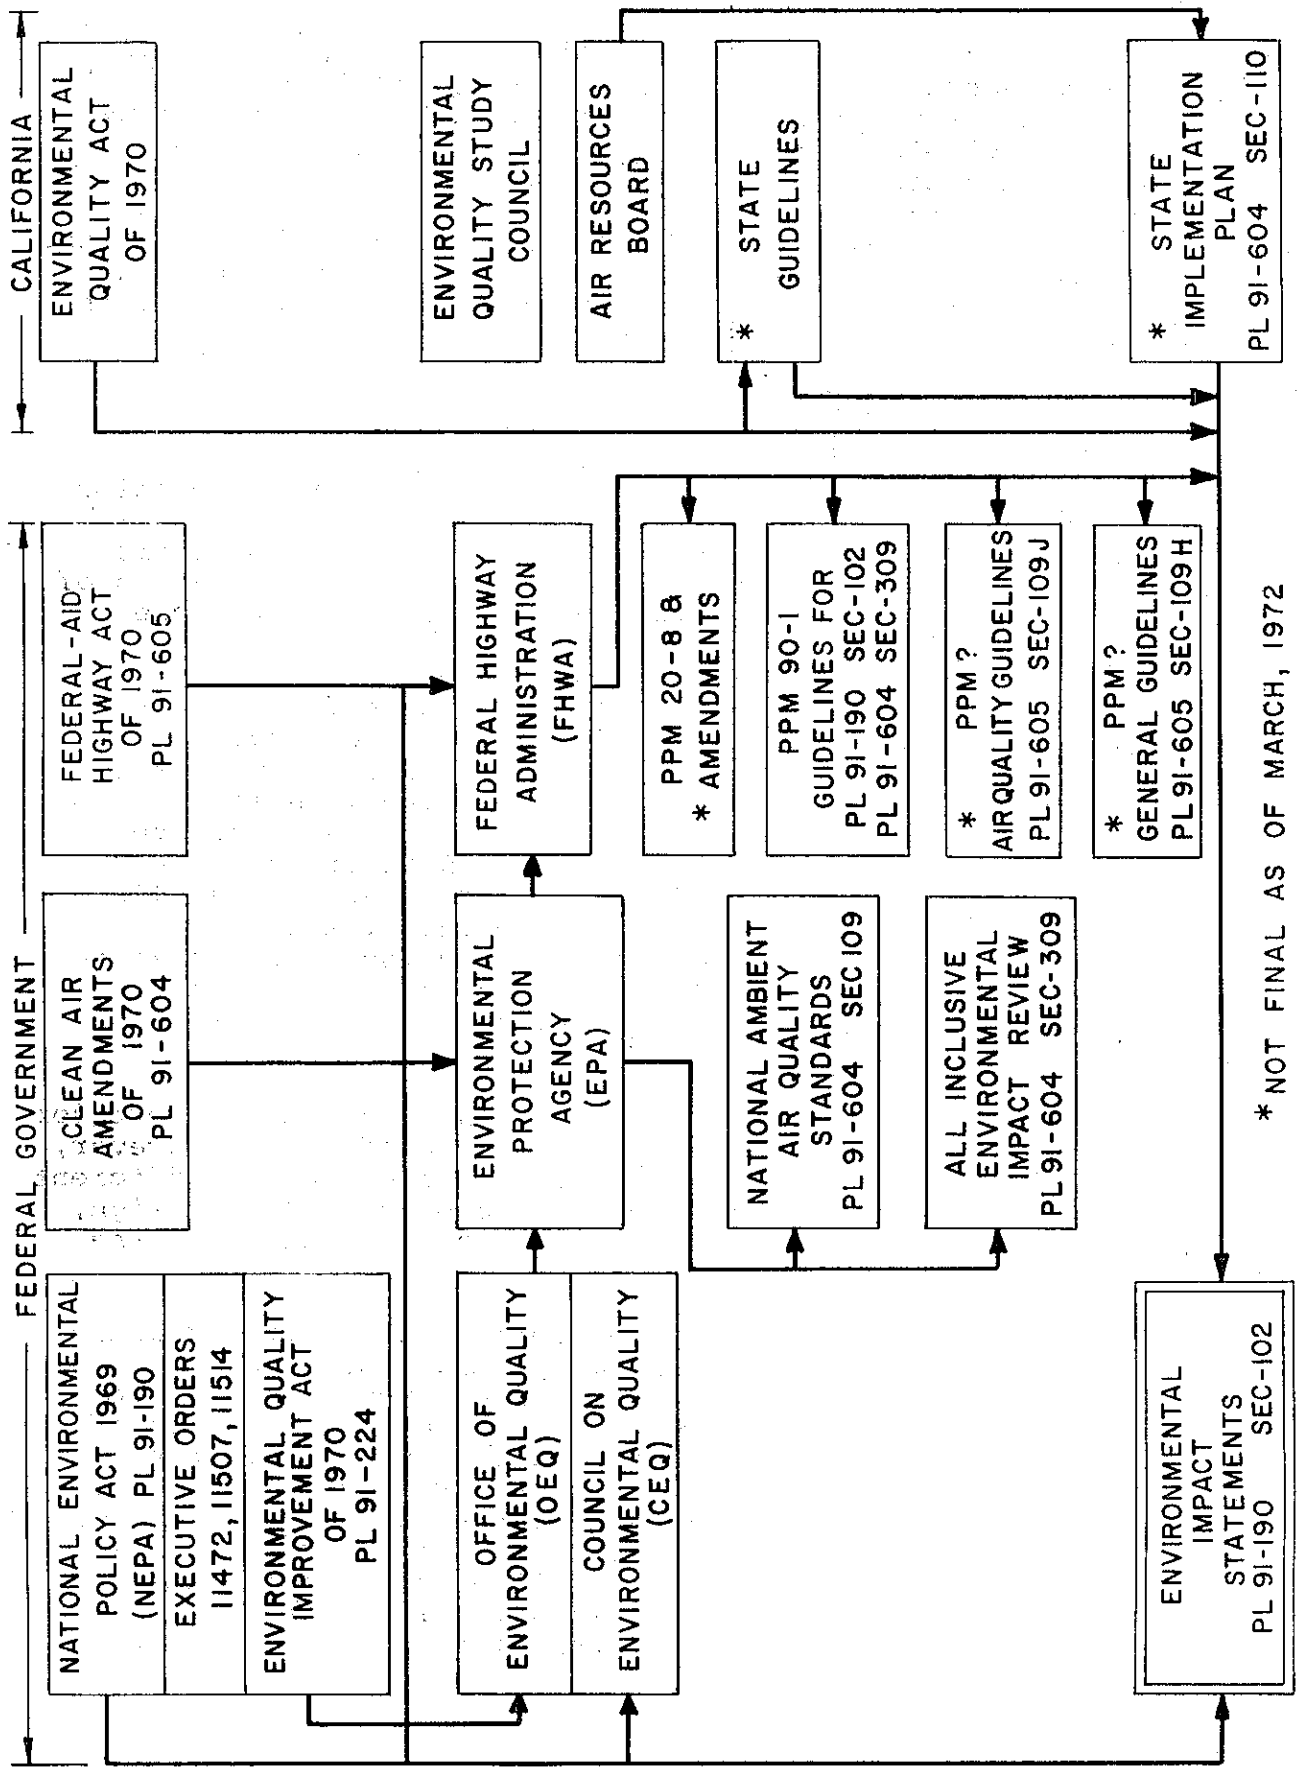 FEDERAL GOVERNMENT
CALIFORNIA
NATIONAL ENVIRONMENTAL
POLICY ACT 1969
(NEPA) PL 91-190
EXECUTIVE ORDERS
11472, 11507, 11514
ENVIRONMENTAL QUALITY
IMPROVEMENT ACT
OF 1970
PL 91-224
CLEAN AIR
AMENDMENTS
OF 1970
PL 91-604
FEDERAL-AID
HIGHWAY ACT
OF 1970
PL 91-605
ENVIRONMENTAL
QUALITY ACT
OF 1970
OFFICE OF
ENVIRONMENTAL QUALITY
(OEQ)
COUNCIL ON
ENVIRONMENTAL QUALITY
(CEQ)
ENVIRONMENTAL
PROTECTION
AGENCY
(EPA)
FEDERAL HIGHWAY
ADMINISTRATION
(FHWA)
ENVIRONMENTAL
QUALITY STUDY
COUNCIL
AIR RESOURCES
BOARD
PPM 20-8 &
* AMENDMENTS
NATIONAL AMBIENT
AIR QUALITY
STANDARDS
PL 91-604 SEC 109
PPM 90-1
GUIDELINES FOR
PL 91-190 SEC-102
PL 91-604 SEC-309
* STATE
GUIDELINES
ALL INCLUSIVE
ENVIRONMENTAL
IMPACT REVIEW
PL 91-604 SEC-309
* PPM ?
AIR QUALITY GUIDELINES
PL 91-605 SEC-109J
* PPM ?
GENERAL GUIDELINES
PL 91-605 SEC-109H
* STATE
IMPLEMENTATION
PLAN
PL 91-604 SEC-110
ENVIRONMENTAL
IMPACT
STATEMENTS
PL 91-190 SEC-102
* NOT FINAL AS OF MARCH, 1972